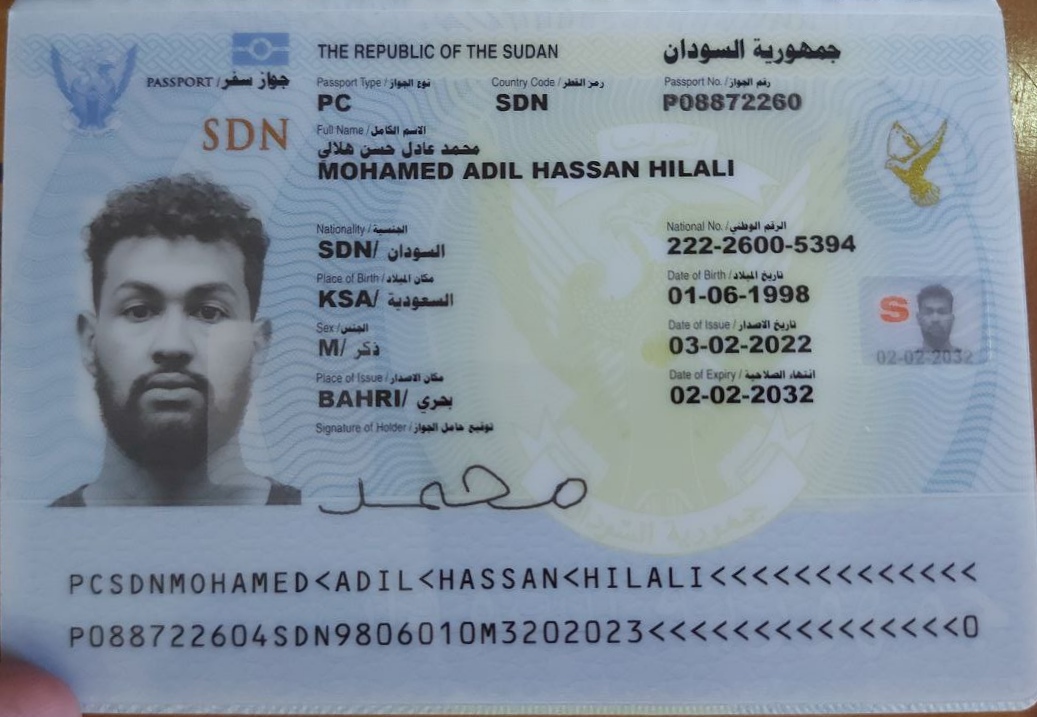 THE REPUBLIC OF THE SUDAN جمهورية السودان
PASSPORT / جواز سفر
Passport Type / نوع الجواز Country Code / رمز القطر Passport No. / رقم الجواز
PC SDN P08872260
SDN
Full Name / الاسم الكامل
محمد عادل حسن هلالي
MOHAMED ADIL HASSAN HILALI
Nationality / الجنسية National No. / الرقم الوطني
SDN/ السودان 222-2600-5394
Place of Birth / مكان الميلاد Date of Birth / تاريخ الميلاد
KSA/ السعودية 01-06-1998
Sex / الجنس Date of Issue / تاريخ الاصدار
M/ ذكر 03-02-2022
S
02-02-2032
Place of Issue / مكان الاصدار Date of Expiry / انتهاء الصلاحية
BAHRI/ بحري 02-02-2032
Signature of Holder / توقيع حامل الجواز
محمد
جمهورية السودان
PCSDNMOHAMED<ADIL<HASSAN<HILALI<<<<<<<<<<<<<
P088722604SDN9806010M3202023<<<<<<<<<<<<<<<0